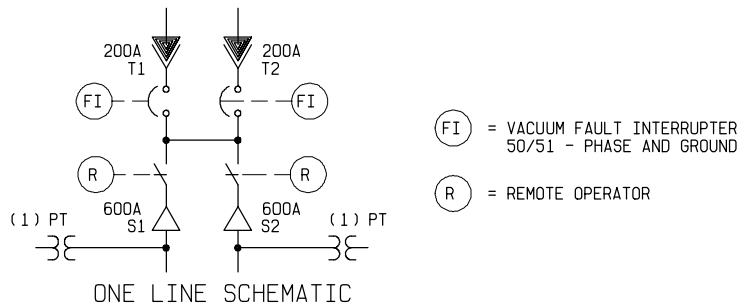 200A
T1
200A
T2
FI
FI
R
R
600A
S1
600A
S2
(1) PT
(1) PT
FI = VACUUM FAULT INTERRUPTER
50/51 - PHASE AND GROUND
R = REMOTE OPERATOR
ONE LINE SCHEMATIC